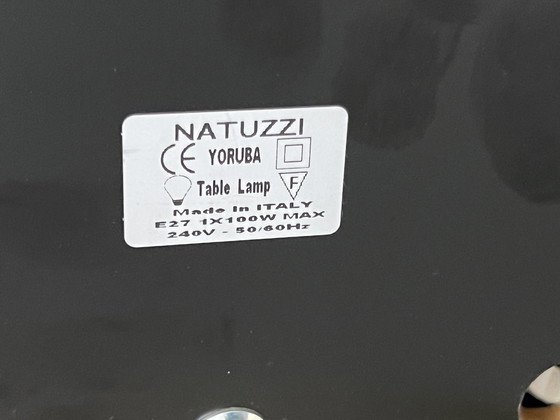 NATUZZI
CE YORUBA
Table Lamp F
Made In ITALY
E27 1X100W MAX
240V - 50/60Hz